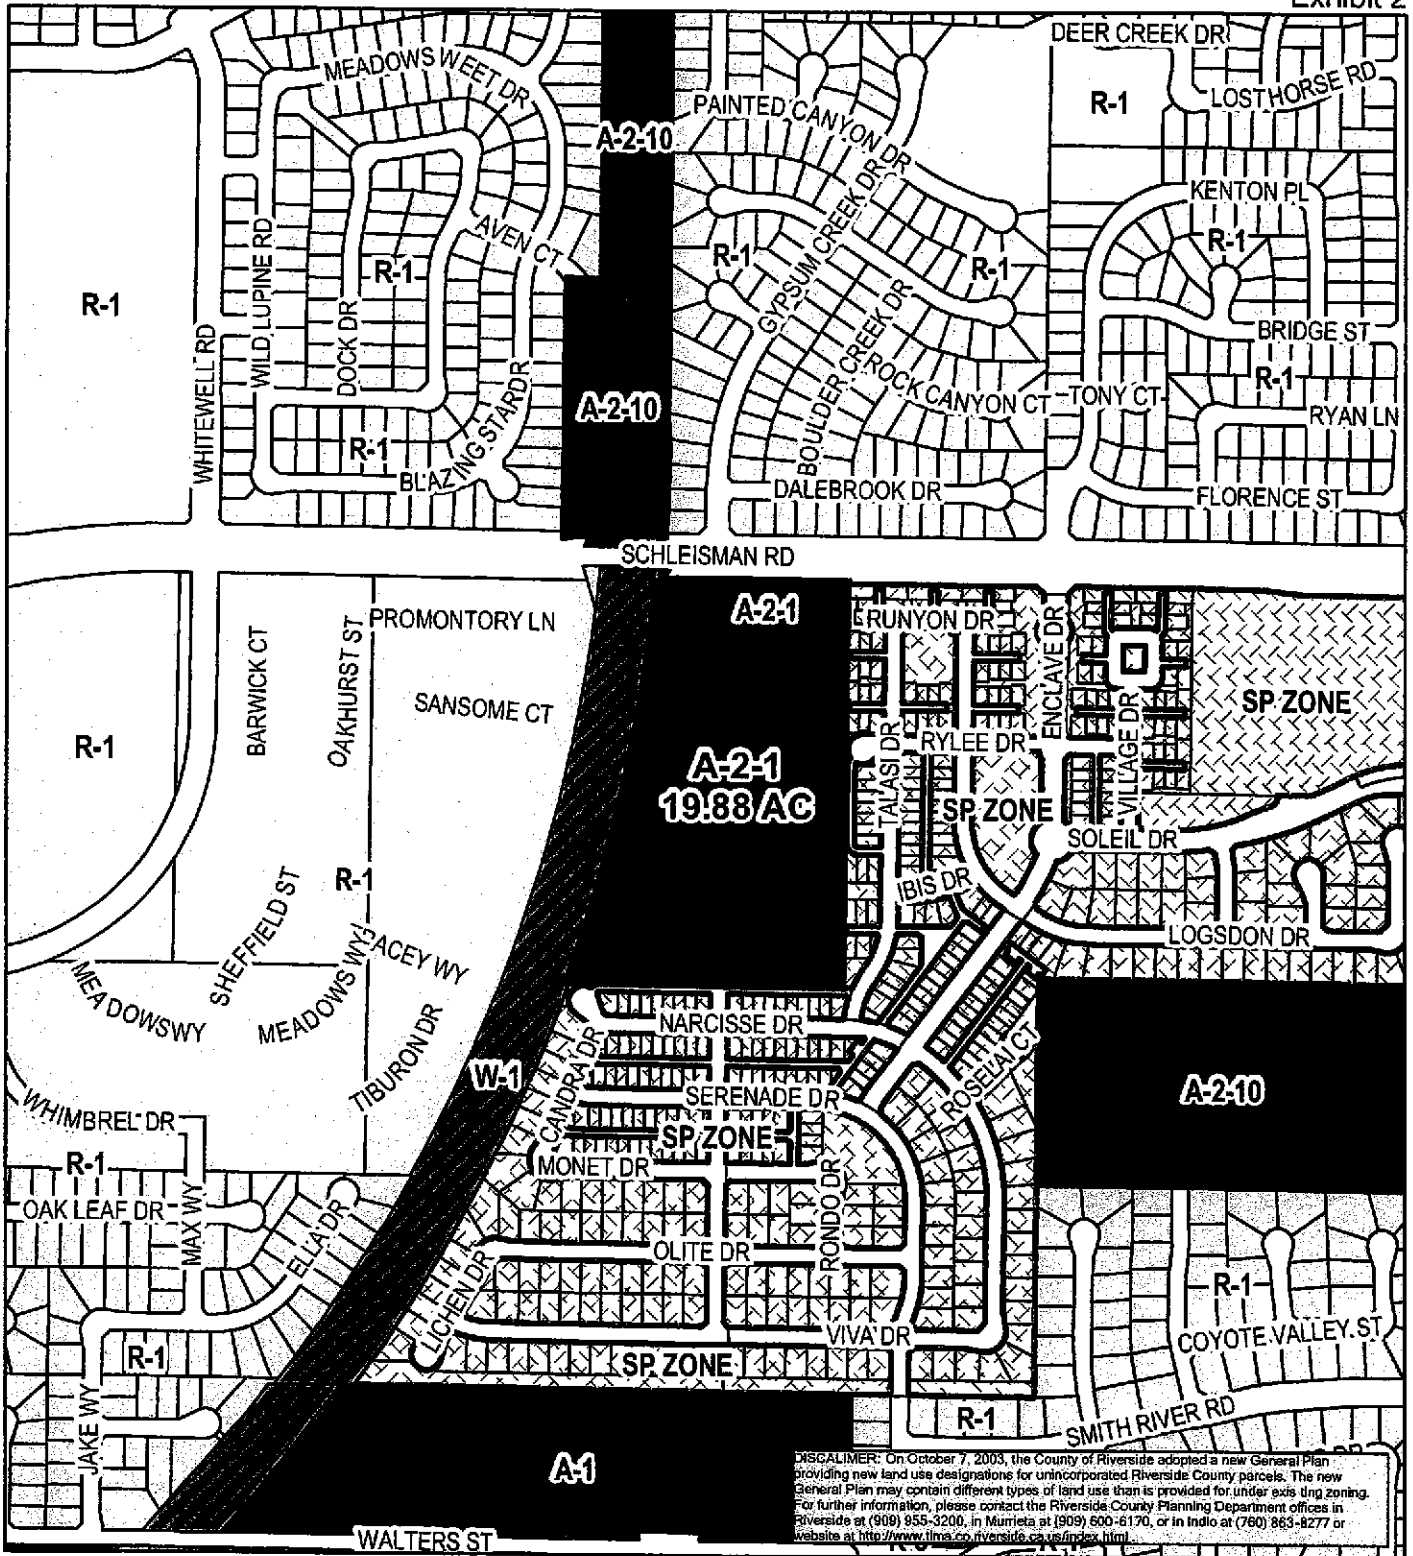 Exhibit 2
DEER CREEK DR
MEADOWSWEET DR
LOSTHORSE RD
R-1
PAINTED CANYON DR
A-2-10
KENTON PL
AVEN CT
R-1
R-1
GYPSUM CREEK DR
R-1
R-1
WILD LUPINE RD
R-1
DOCK DR
WHITEWELL RD
BRIDGE ST
R-1
BOULDER CREEK DR
ROCK CANYON CT
TONY CT
RYAN LN
A-2-10
BLAZING STAR DR
R-1
DALEBROOK DR
FLORENCE ST
SCHLEISMAN RD
PROMONTORY LN
A-2-1
RUNYON DR
ENCLAVE DR
BARWICK CT
OAKHURST ST
SANSOME CT
SP ZONE
R-1
TALASI DR
RYLEE DR
VILLAGE DR
A-2-1
19.88 AC
SP ZONE
SOLEIL DR
R-1
IBIS DR
SHEFFIELD ST
LOGSDON DR
MEADOWS WY
MEADOWS WY
ACEY WY
TIBURON DR
NARCISSE DR
CANDRA DR
ROSELAI CT
W-1
SERENADE DR
A-2-10
WHIMBREL DR
SP ZONE
R-1
MONET DR
RONDO DR
OAK LEAF DR
MAX WY
ELLA DR
OLITE DR
LICHEN DR
R-1
COYOTE VALLEY ST
VIVA DR
R-1
SP ZONE
JAKE WY
R-1
SMITH RIVER RD
A-1
DISCALIMER: On October 7, 2003, the County of Riverside adopted a new General Plan
providing new land use designations for unincorporated Riverside County parcels. The new
General Plan may contain different types of land use than is provided for under existing zoning.
For further information, please contact the Riverside County Planning Department offices in
Riverside at (909) 955-3200, in Murrieta at (909) 600-6170, or in Indio at (760) 863-8277 or
website at http://www.tlma.co.riverside.ca.us/index.html
WALTERS ST